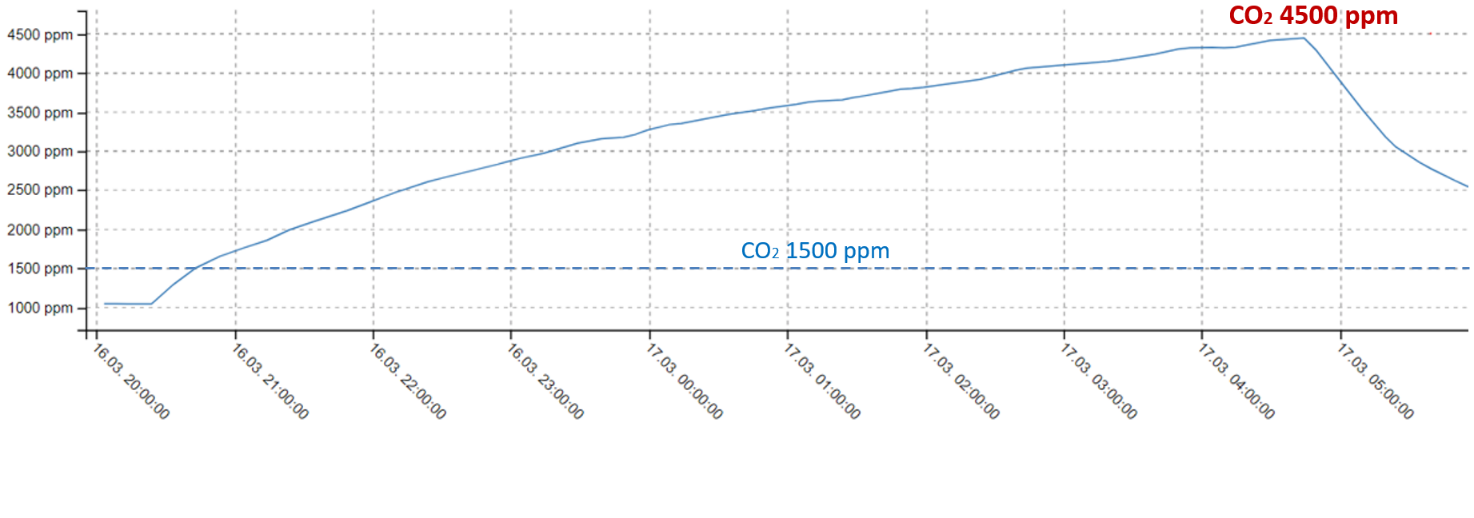 CO₂ 4500 ppm
4500 ppm
4000 ppm
3500 ppm
3000 ppm
2500 ppm
2000 ppm
CO₂ 1500 ppm
1500 ppm
1000 ppm
16.03. 20:00:00
16.03. 21:00:00
16.03. 22:00:00
16.03. 23:00:00
17.03. 00:00:00
17.03. 01:00:00
17.03. 02:00:00
17.03. 03:00:00
17.03. 04:00:00
17.03. 05:00:00